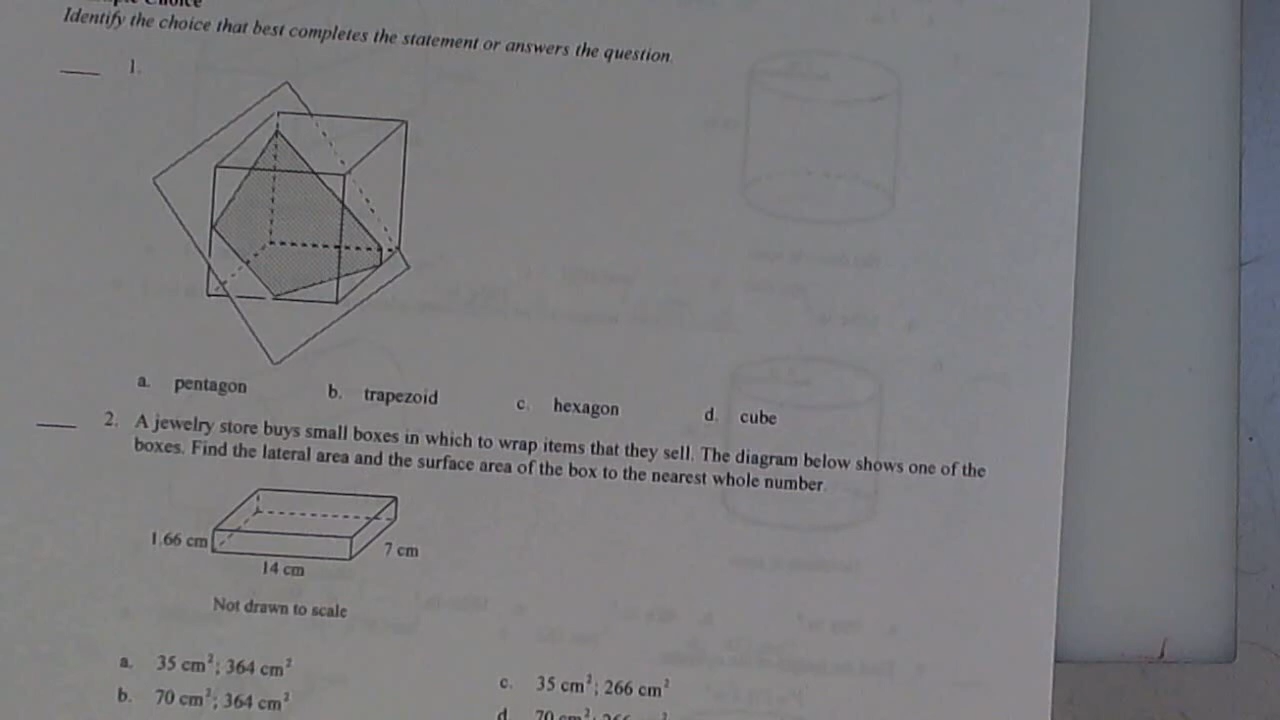 Choice
Identify the choice that best completes the statement or answers the question.
1.
a. pentagon b. trapezoid c. hexagon d. cube
2. A jewelry store buys small boxes in which to wrap items that they sell. The diagram below shows one of the
boxes. Find the lateral area and the surface area of the box to the nearest whole number.
1.66 cm
7 cm
14 cm
Not drawn to scale
a. 35 cm²; 364 cm² c. 35 cm²; 266 cm²
b. 70 cm²; 364 cm² d. 70 cm²; 266